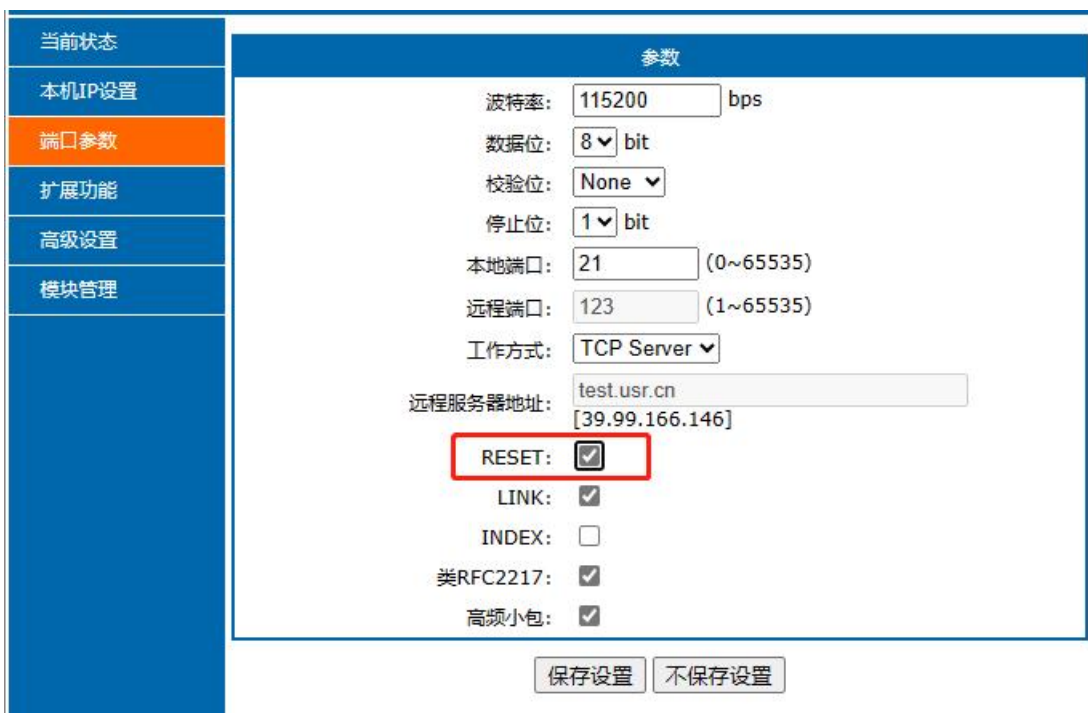 当前状态
本机IP设置
端口参数
扩展功能
高级设置
模块管理
参数
波特率: 115200 bps
数据位: 8 bit
校验位: None
停止位: 1 bit
本地端口: 21 (0~65535)
远程端口: 123 (1~65535)
工作方式: TCP Server
远程服务器地址: test.usr.cn
[39.99.166.146]
RESET:
LINK:
INDEX:
类RFC2217:
高频小包:
保存设置 不保存设置